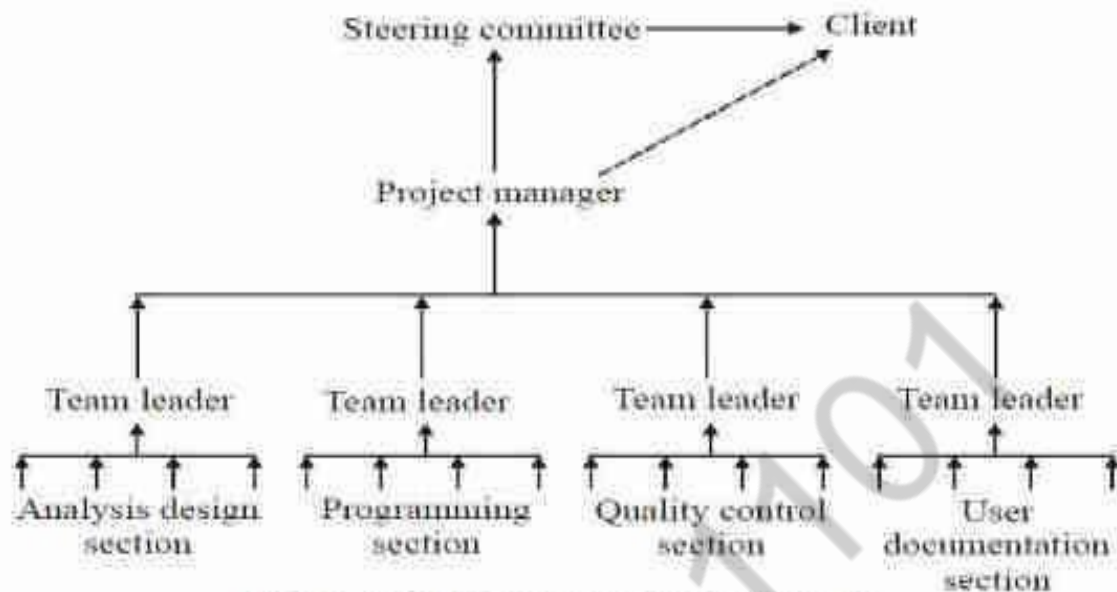 Steering committee Client
Project manager
Team leader Team leader Team leader Team leader
Analysis design Programming Quality control User
section section section documentation
section
1101